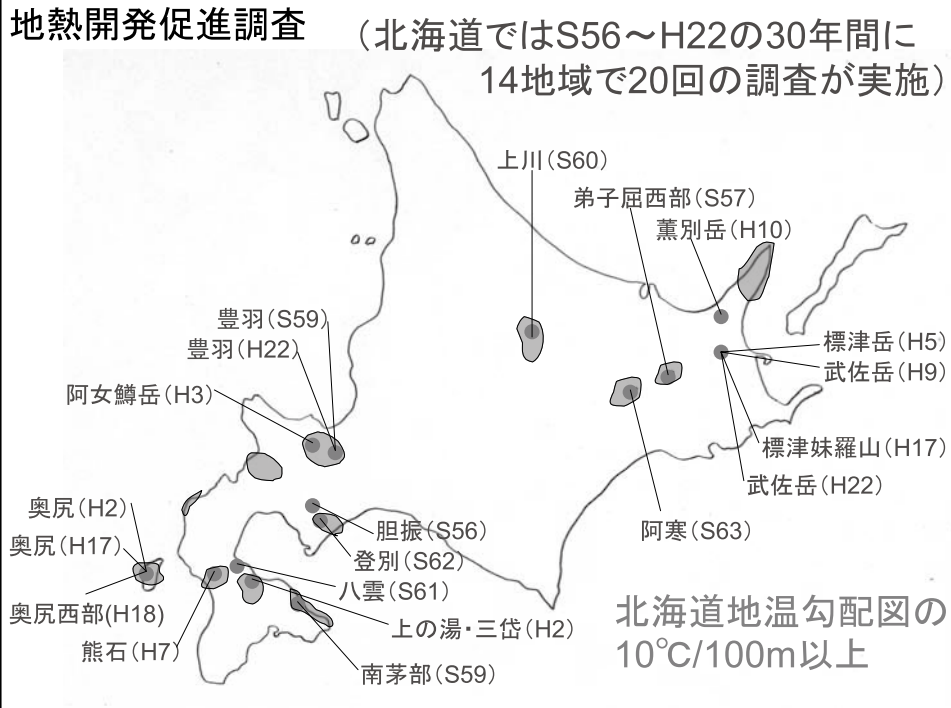 地熱開発促進調査
（北海道ではS56～H22の30年間に
14地域で20回の調査が実施）
上川（S60）
弟子屈西部（S57）
薫別岳（H10）
豊羽（S59）
豊羽（H22）
阿女鱒岳（H3）
標津岳（H5）
武佐岳（H9）
標津妹羅山（H17）
武佐岳（H22）
阿寒（S63）
奥尻（H2）
奥尻（H17）
奥尻西部(H18)
熊石（H7）
胆振（S56）
登別（S62）
八雲（S61）
上の湯・三岱（H2）
南茅部（S59）
北海道地温勾配図の
10℃/100m以上